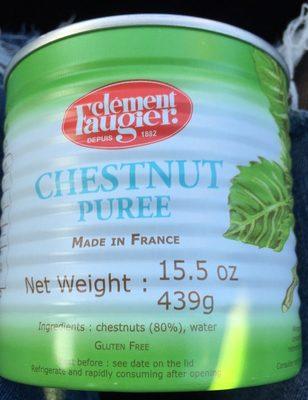 clément
faugier.
DEPUIS 1882
CHESTNUT
PUREE
MADE IN FRANCE
Net Weight : 15.5 oz
439g
Ingredients : chestnuts (80%), water
GLUTEN FREE
before : see date on the lid
Refrigerate and rapidly consuming after opening